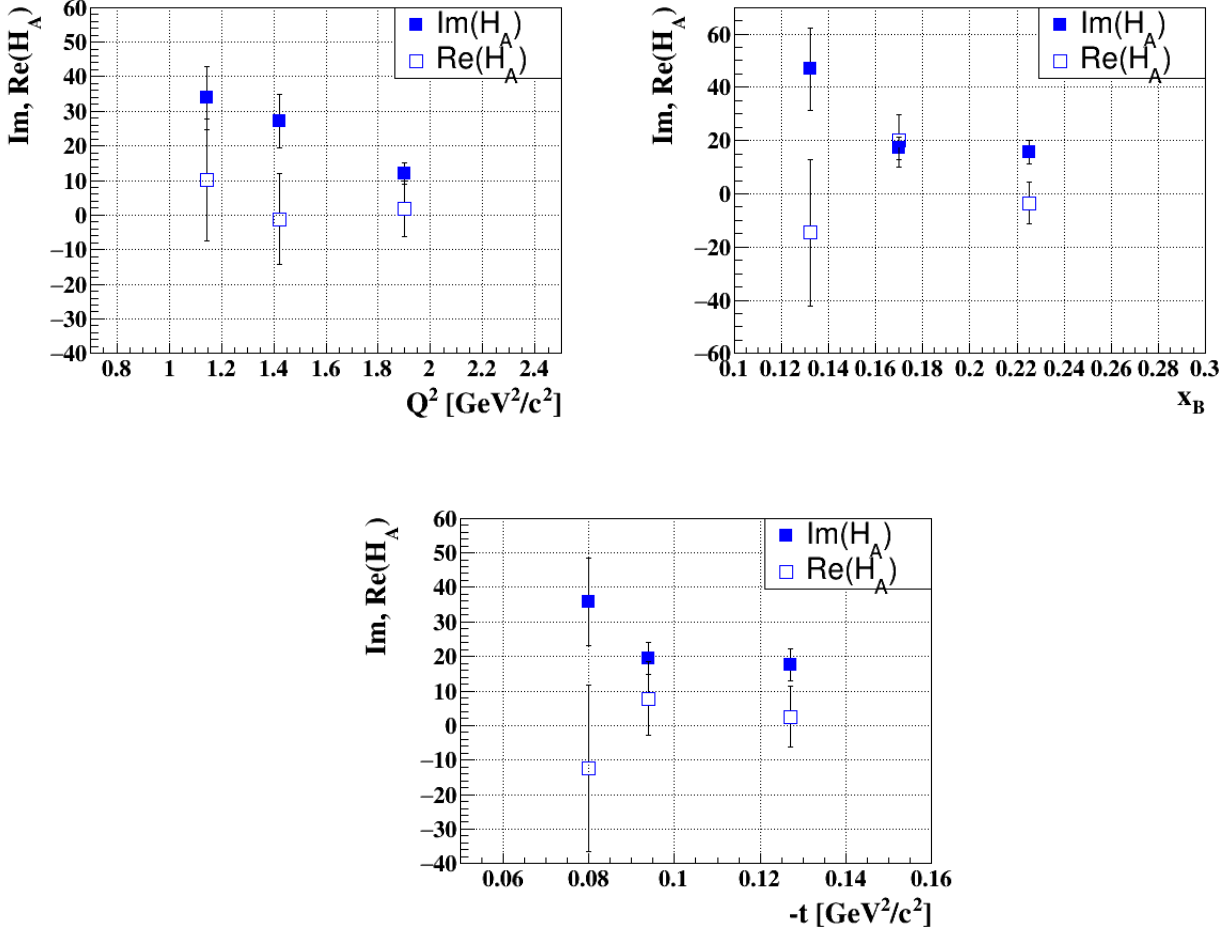 Im, Re(H_A)
60
50
40
30
20
10
0
−10
−20
−30
−40
Im(H_A)
Re(H_A)
0.8 1 1.2 1.4 1.6 1.8 2 2.2 2.4
Q² [GeV²/c²]
Im, Re(H_A)
60
40
20
0
−20
−40
−60
Im(H_A)
Re(H_A)
0.1 0.12 0.14 0.16 0.18 0.2 0.22 0.24 0.26 0.28 0.3
x_B
Im, Re(H_A)
60
50
40
30
20
10
0
−10
−20
−30
−40
Im(H_A)
Re(H_A)
0.06 0.08 0.1 0.12 0.14 0.16
-t [GeV²/c²]